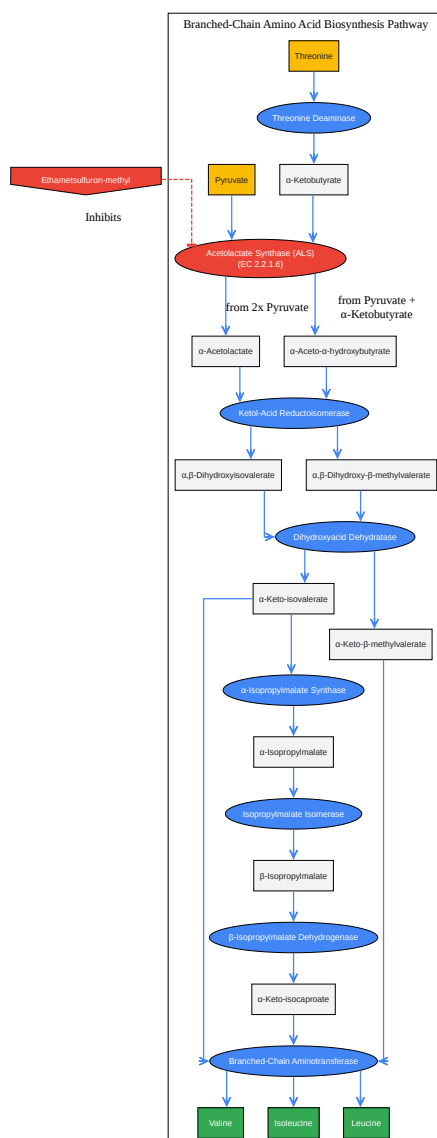 Branched-Chain Amino Acid Biosynthesis Pathway
Threonine
Threonine Deaminase
Ethametsulfuron-methyl
Pyruvate
α-Ketobutyrate
Inhibits
Acetolactate Synthase (ALS)
(EC 2.2.1.6)
from 2x Pyruvate
from Pyruvate +
α-Ketobutyrate
α-Acetolactate
α-Aceto-α-hydroxybutyrate
Ketol-Acid Reductoisomerase
α,β-Dihydroxyisovalerate
α,β-Dihydroxy-β-methylvalerate
Dihydroxyacid Dehydratase
α-Keto-isovalerate
α-Keto-β-methylvalerate
α-Isopropylmalate Synthase
α-Isopropylmalate
Isopropylmalate Isomerase
β-Isopropylmalate
β-Isopropylmalate Dehydrogenase
α-Keto-isocaproate
Branched-Chain Aminotransferase
Valine
Isoleucine
Leucine